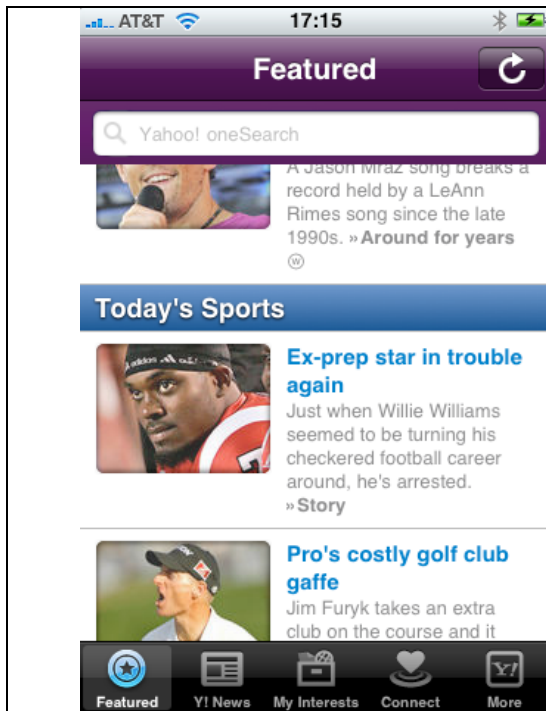 AT&T 17:15
Featured
Yahoo! oneSearch
A Jason Mraz song breaks a
record held by a LeAnn
Rimes song since the late
1990s. »Around for years
W
Today's Sports
adidas
Ex-prep star in trouble
again
Just when Willie Williams
seemed to be turning his
checkered football career
around, he's arrested.
»Story
Pro's costly golf club
gaffe
Jim Furyk takes an extra
club on the course and it
Y!
Featured Y! News My Interests Connect More